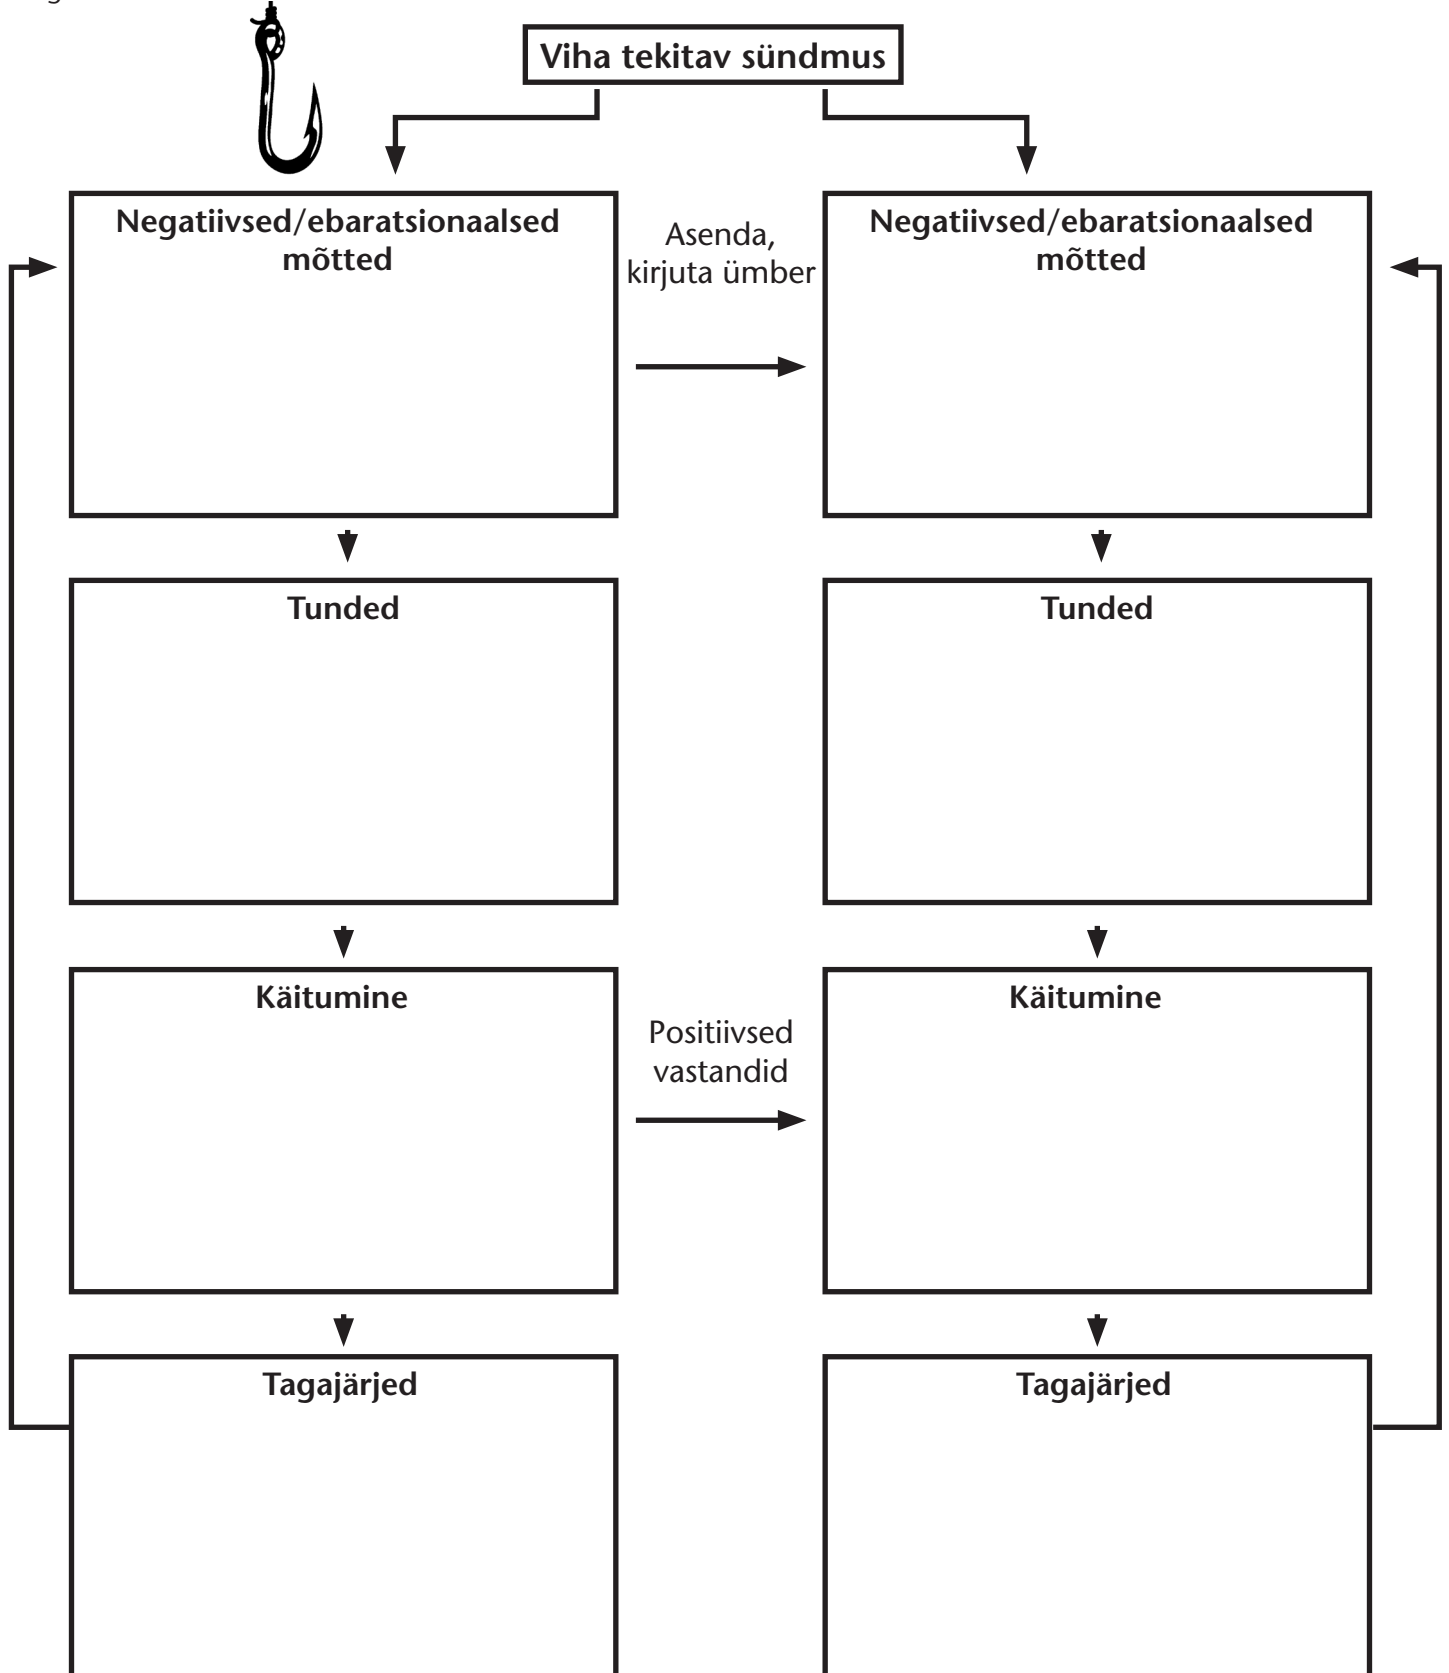 Viha tekitav sündmus
Negatiivsed/ebaratsionaalsed
mõtted
Asenda,
kirjuta ümber
Negatiivsed/ebaratsionaalsed
mõtted
Tunded
Tunded
Käitumine
Positiivsed
vastandid
Käitumine
Tagajärjed
Tagajärjed